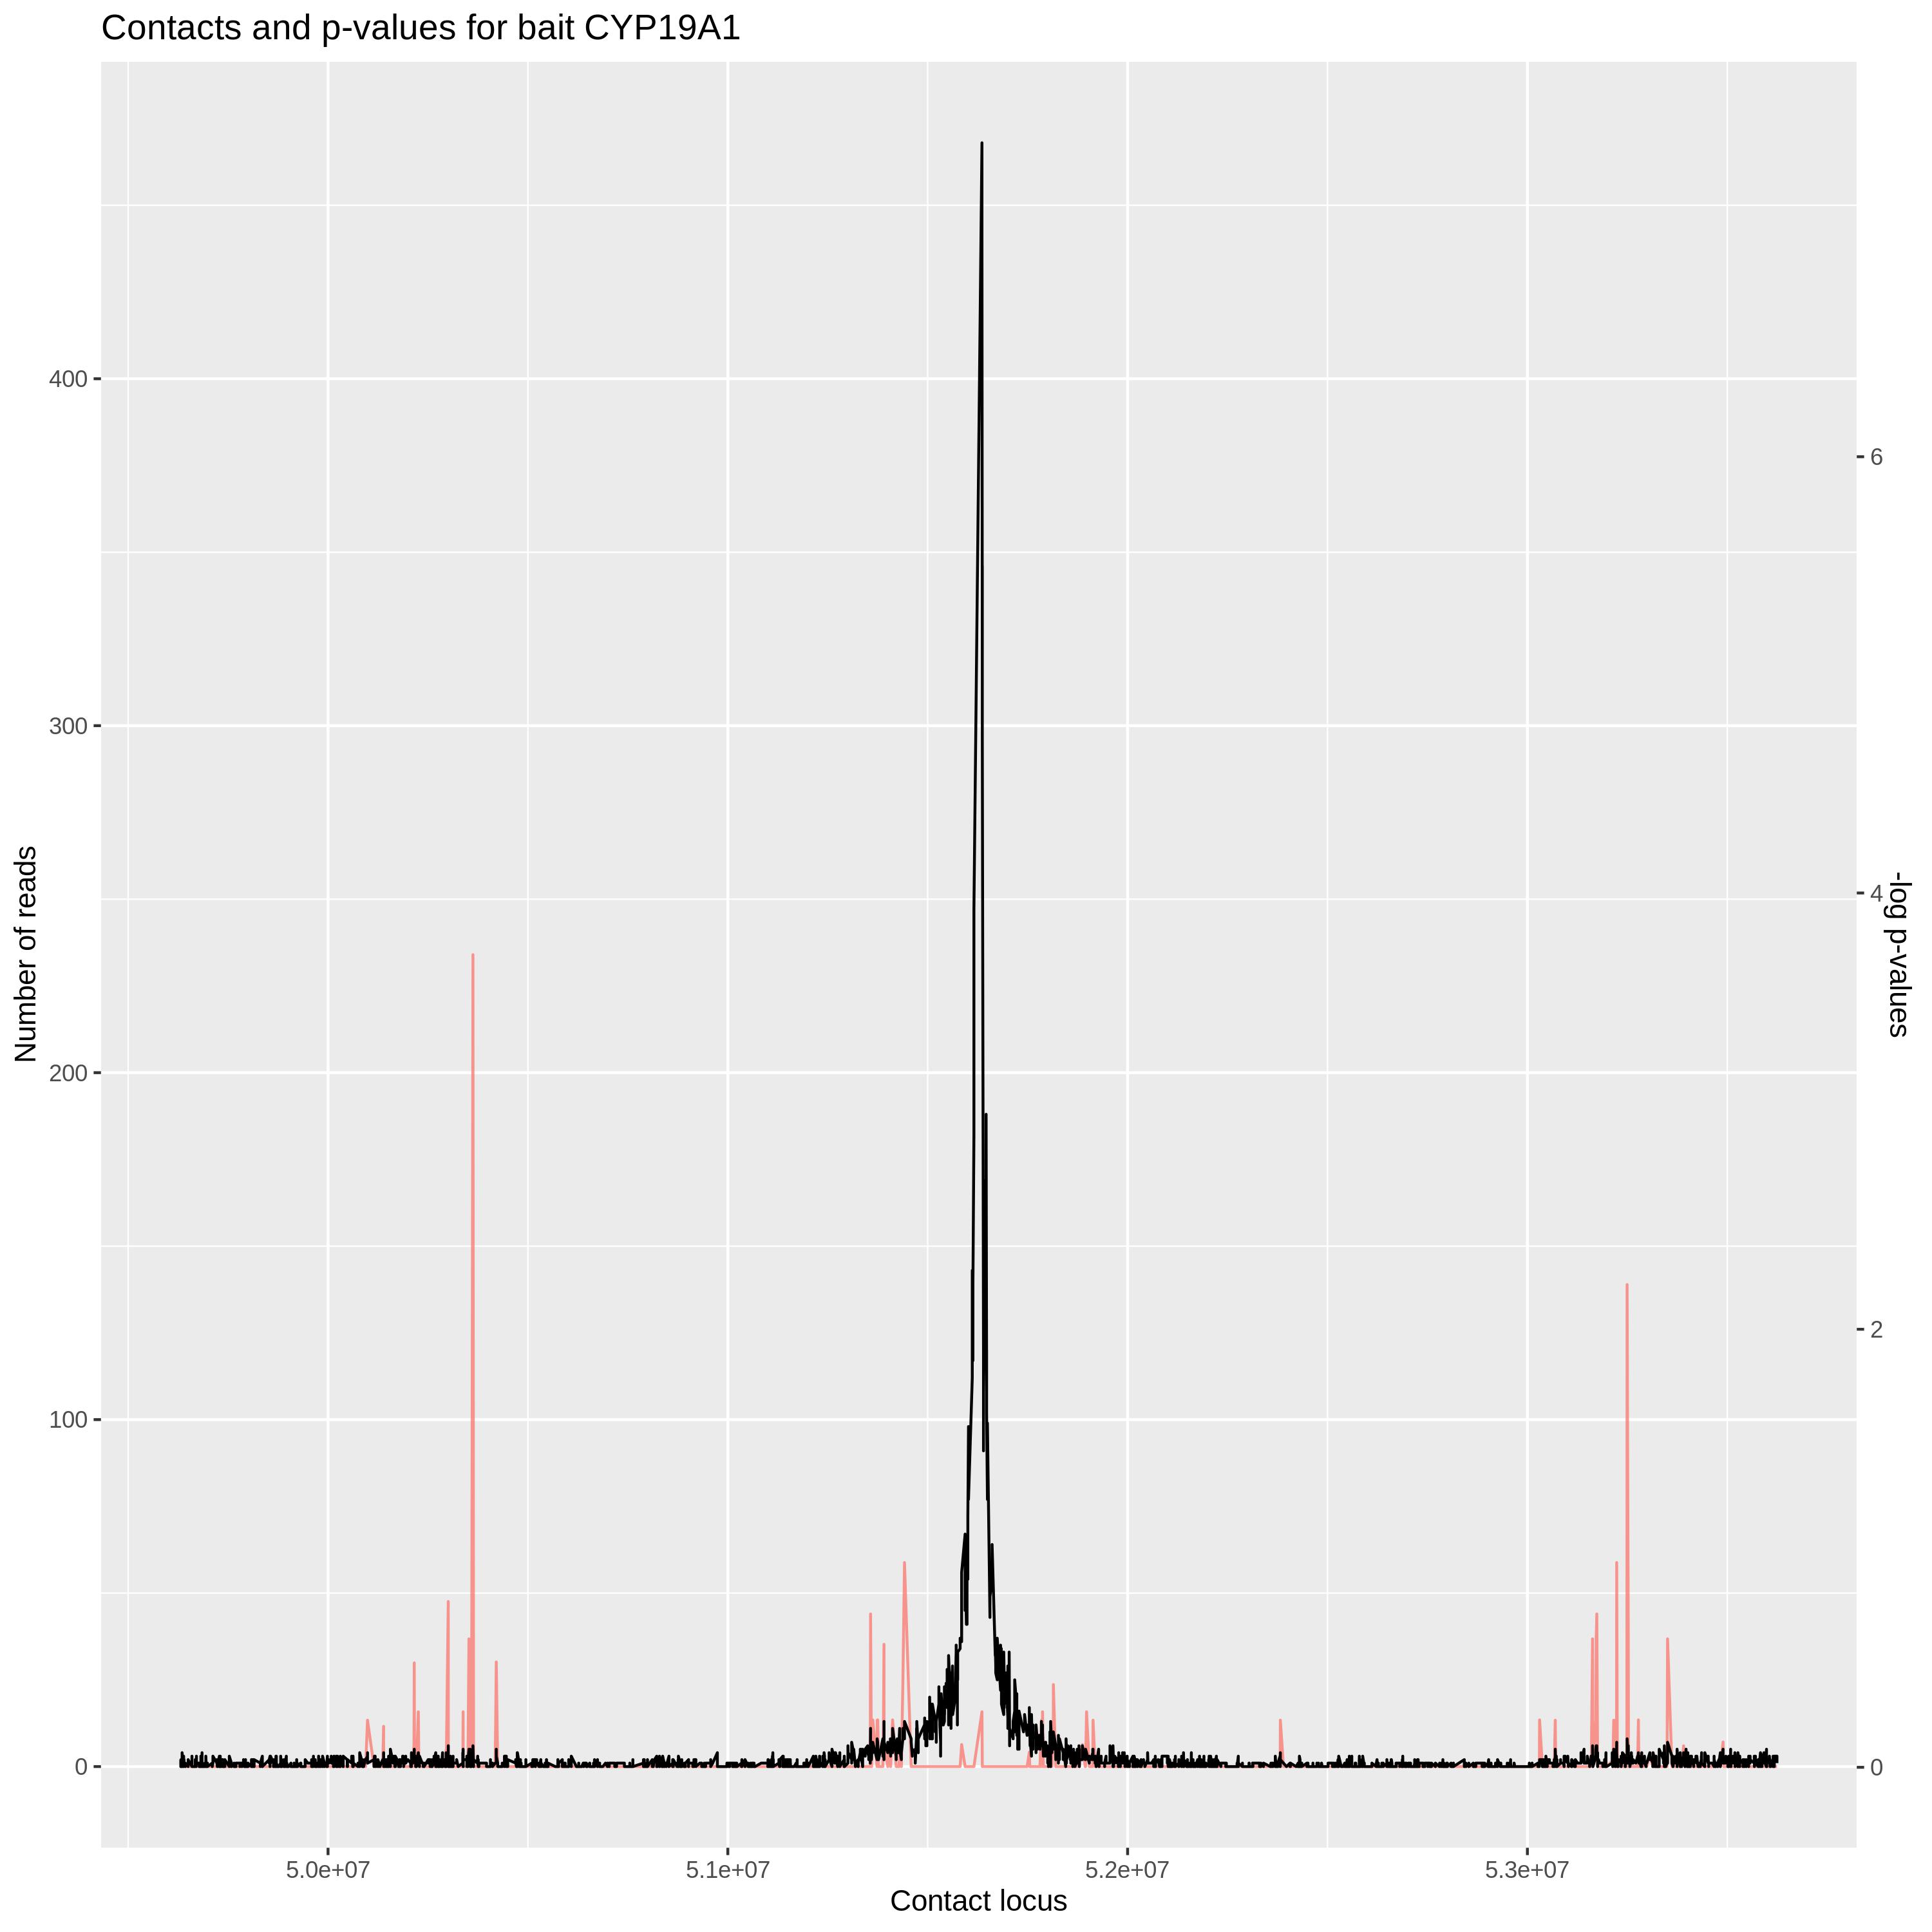 Contacts and p-values for bait CYP19A1
Number of reads
400
300
200
100
0
6
4
2
0
-log p-values
5.0e+07
5.1e+07
5.2e+07
5.3e+07
Contact locus